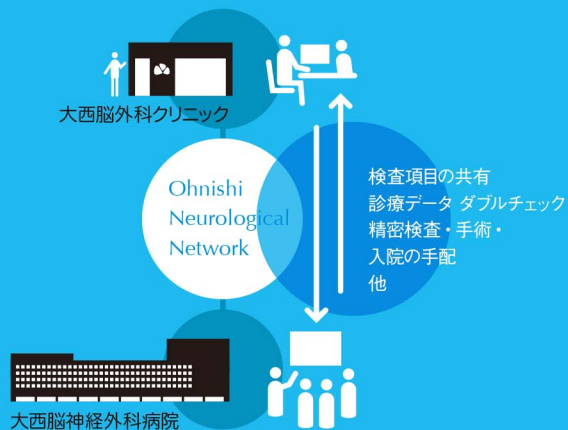 大西脳外科クリニック
Ohnishi
Neurological
Network
検査項目の共有
診療データ ダブルチェック
精密検査・手術・
入院の手配
他
大西脳神経外科病院